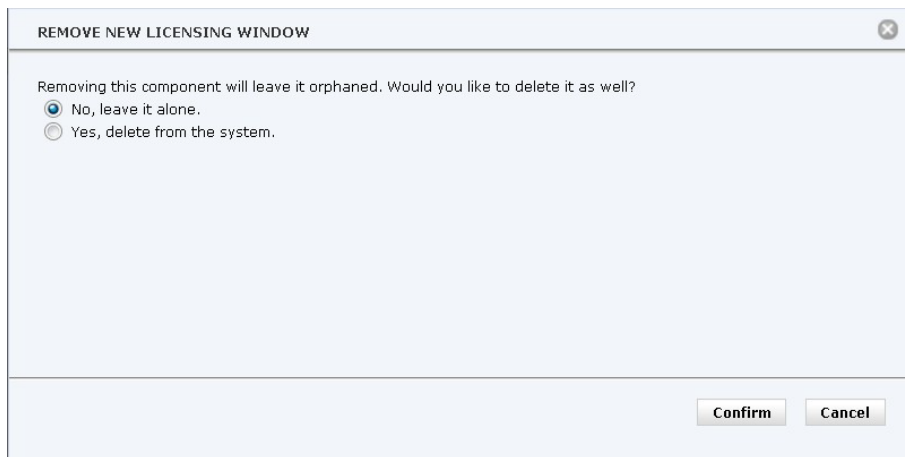 REMOVE NEW LICENSING WINDOW
Removing this component will leave it orphaned. Would you like to delete it as well?
No, leave it alone.
Yes, delete from the system.
Confirm Cancel